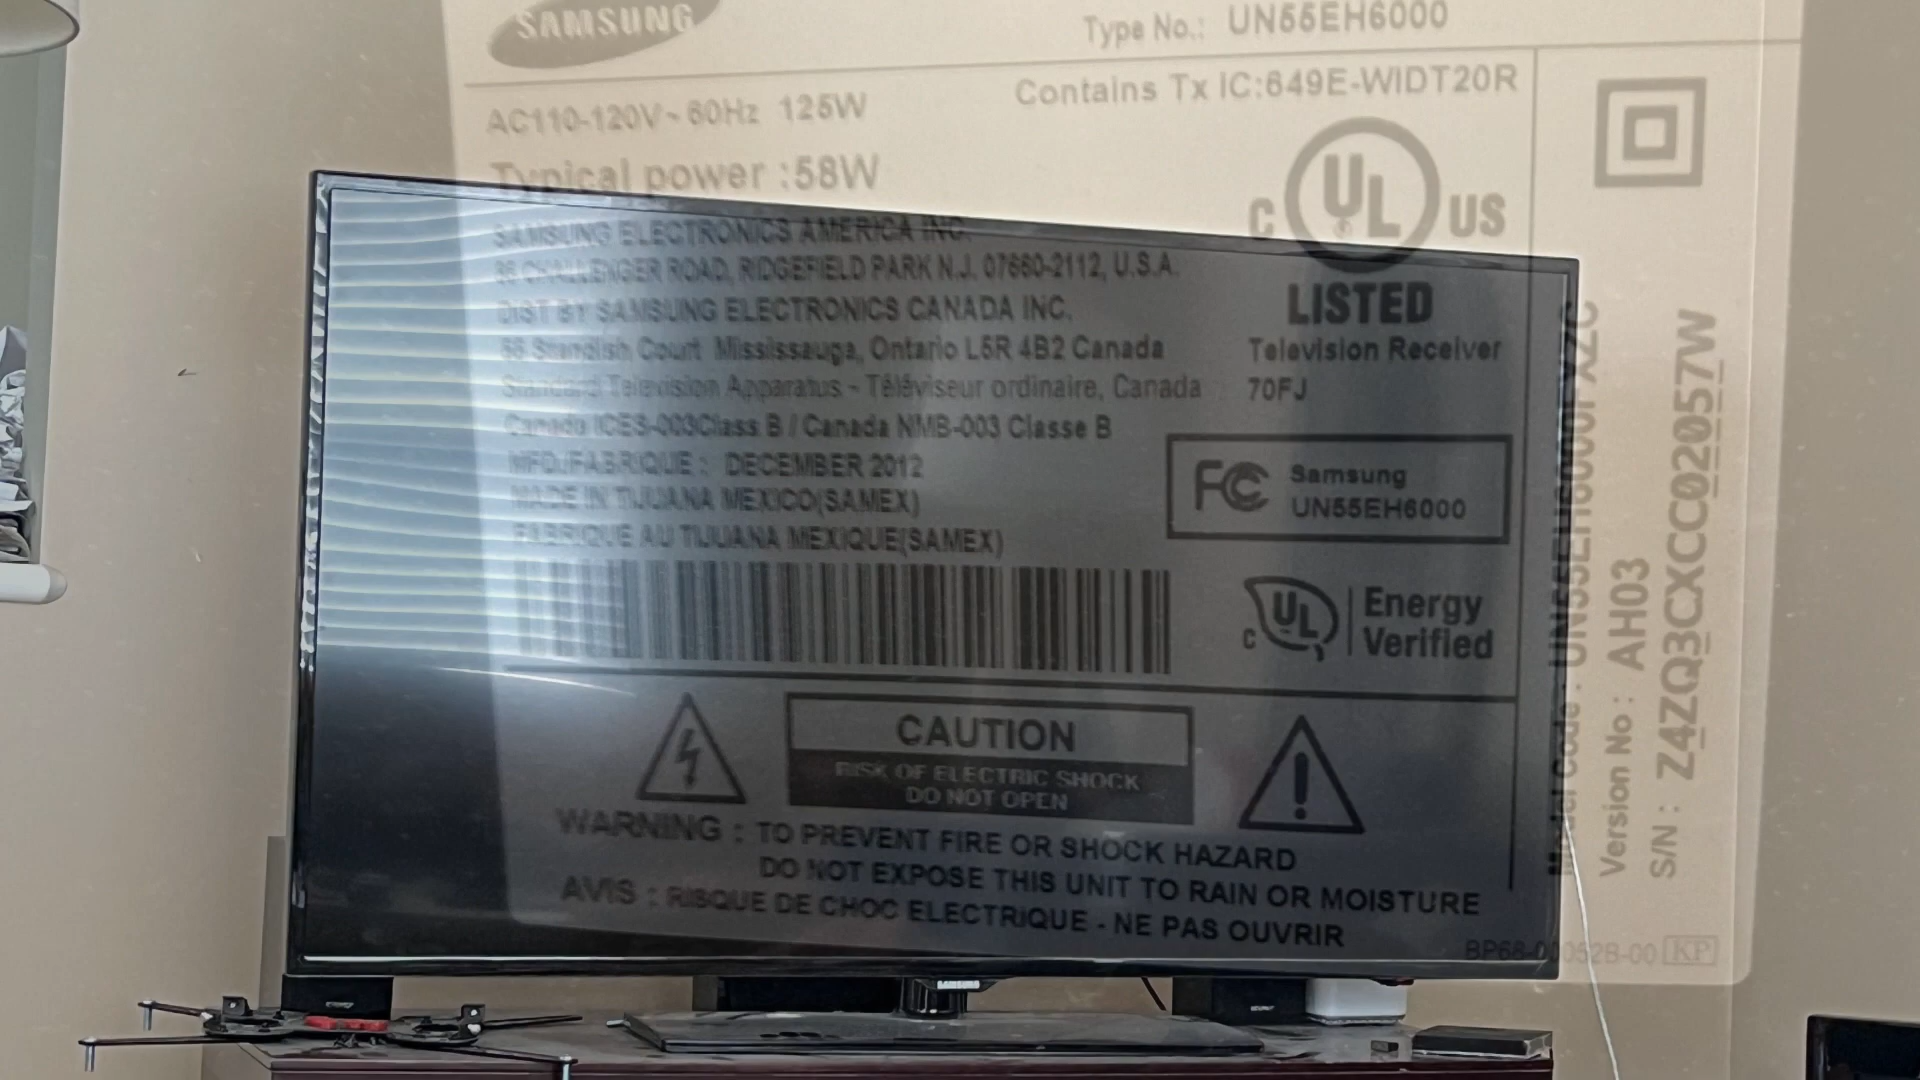 SAMSUNG
Type No.: UN55EH6000
AC110-120V~60Hz 125W
Contains Tx IC:649E-WIDT20R
Typical power :58W
C UL US
SAMSUNG ELECTRONICS AMERICA INC.
85 CHALLENGER ROAD, RIDGEFIELD PARK N.J. 07660-2112, U.S.A.
DIST BY SAMSUNG ELECTRONICS CANADA INC.
LISTED
55 Standish Court Mississauga, Ontario L5R 4B2 Canada
Television Receiver
Standard Television Apparatus - Téléviseur ordinaire, Canada
70FJ
Canada ICES-003Class B / Canada NMB-003 Classe B
MFD./FABRIQUE : DECEMBER 2012
MADE IN TIJUANA MEXICO(SAMEX)
FABRIQUE AU TIJUANA MEXIQUE(SAMEX)
FC Samsung
UN55EH6000
C UL Energy
Verified
CAUTION
RISK OF ELECTRIC SHOCK
DO NOT OPEN
WARNING : TO PREVENT FIRE OR SHOCK HAZARD
DO NOT EXPOSE THIS UNIT TO RAIN OR MOISTURE
AVIS : RISQUE DE CHOC ELECTRIQUE - NE PAS OUVRIR
Model Code : UN55EH6000FXZC
Version No : AH03
S/N : Z4ZQ3CXCC02057W
KP
SAMSUNG